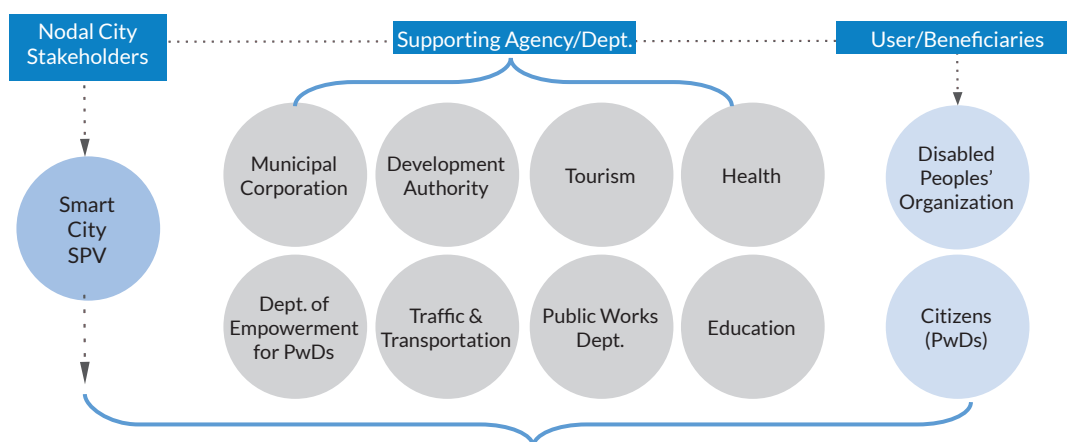 Nodal City
Stakeholders
Supporting Agency/Dept.
User/Beneficiaries
Smart
City
SPV
Municipal
Corporation
Development
Authority
Tourism
Health
Dept. of
Empowerment
for PwDs
Traffic &
Transportation
Public Works
Dept.
Education
Disabled
Peoples’
Organization
Citizens
(PwDs)